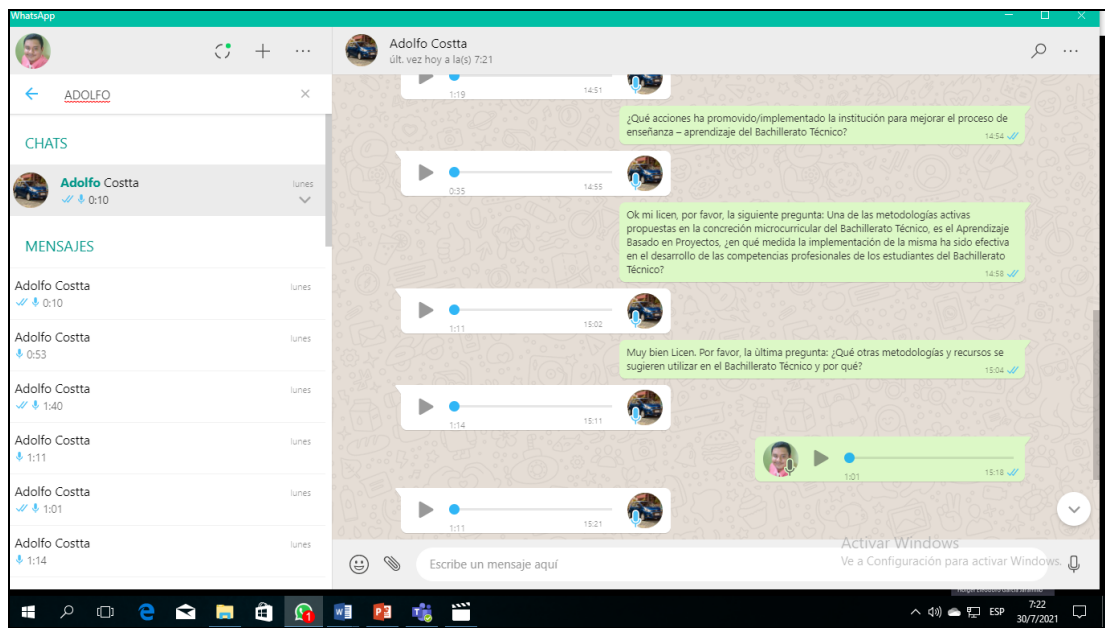 WhatsApp
ADOLFO
CHATS
Adolfo Costta
lunes
0:10
MENSAJES
Adolfo Costta
lunes
0:10
Adolfo Costta
lunes
0:53
Adolfo Costta
lunes
1:40
Adolfo Costta
lunes
1:11
Adolfo Costta
lunes
1:01
Adolfo Costta
lunes
1:14
Adolfo Costta
últ. vez hoy a la(s) 7:21
1:19
14:51
¿Qué acciones ha promovido/implementado la institución para mejorar el proceso de
enseñanza – aprendizaje del Bachillerato Técnico?
14:54
0:35
14:55
Ok mi licen, por favor, la siguiente pregunta: Una de las metodologías activas
propuestas en la concreción microcurricular del Bachillerato Técnico, es el Aprendizaje
Basado en Proyectos, ¿en qué medida la implementación de la misma ha sido efectiva
en el desarrollo de las competencias profesionales de los estudiantes del Bachillerato
Técnico?
14:58
1:11
15:02
Muy bien Licen. Por favor, la ùltima pregunta: ¿Qué otras metodologías y recursos se
sugieren utilizar en el Bachillerato Técnico y por qué?
15:04
1:14
15:11
1:01
15:18
1:11
15:21
Activar Windows
Ve a Configuración para activar Windows.
Escribe un mensaje aquí
ESP
7:22
30/7/2021